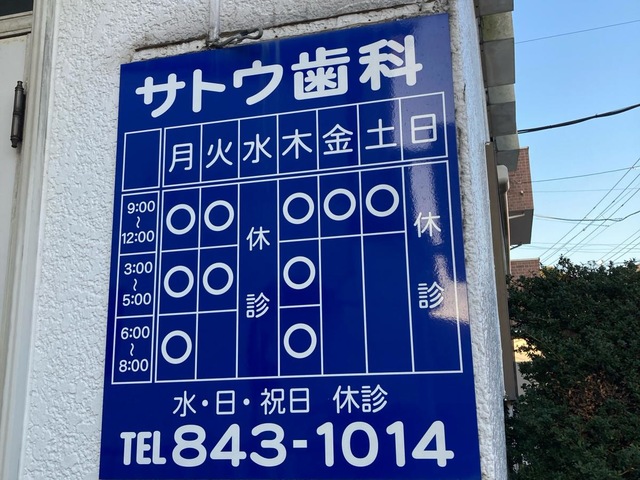 サトウ歯科
月 火 水 木 金 土 日
9:00〜12:00 ○ ○ 休診 ○ ○ ○ 休診
3:00〜5:00 ○ ○ ○
6:00〜8:00 ○ ○
水・日・祝日 休診
TEL 843-1014